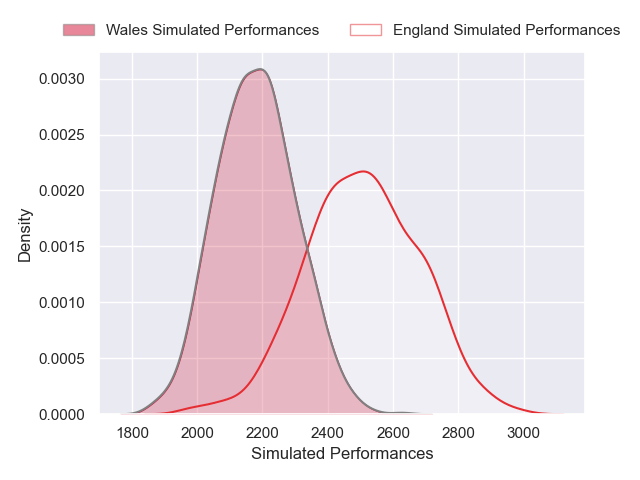 Wales Simulated Performances England Simulated Performances
0.0030
0.0025
0.0020
0.0015
0.0010
0.0005
0.0000
Density
1800 2000 2200 2400 2600 2800 3000
Simulated Performances